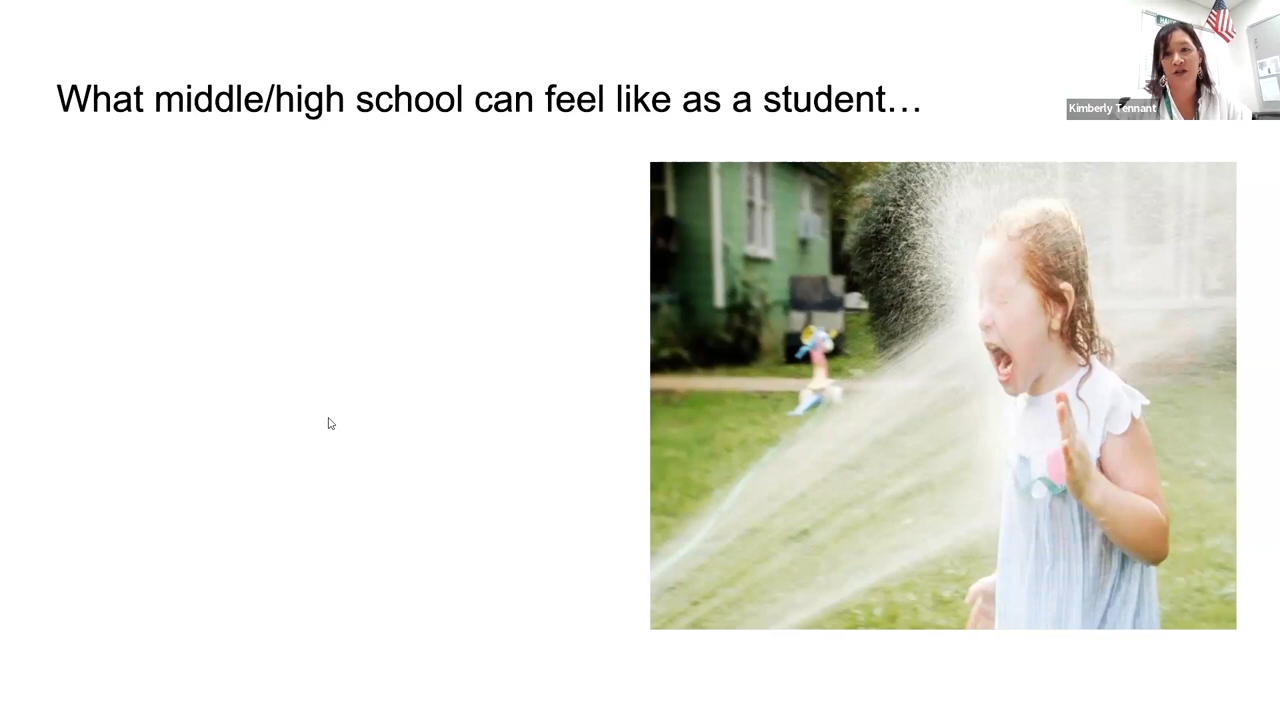 What middle/high school can feel like as a student…
Kimberly Tennant